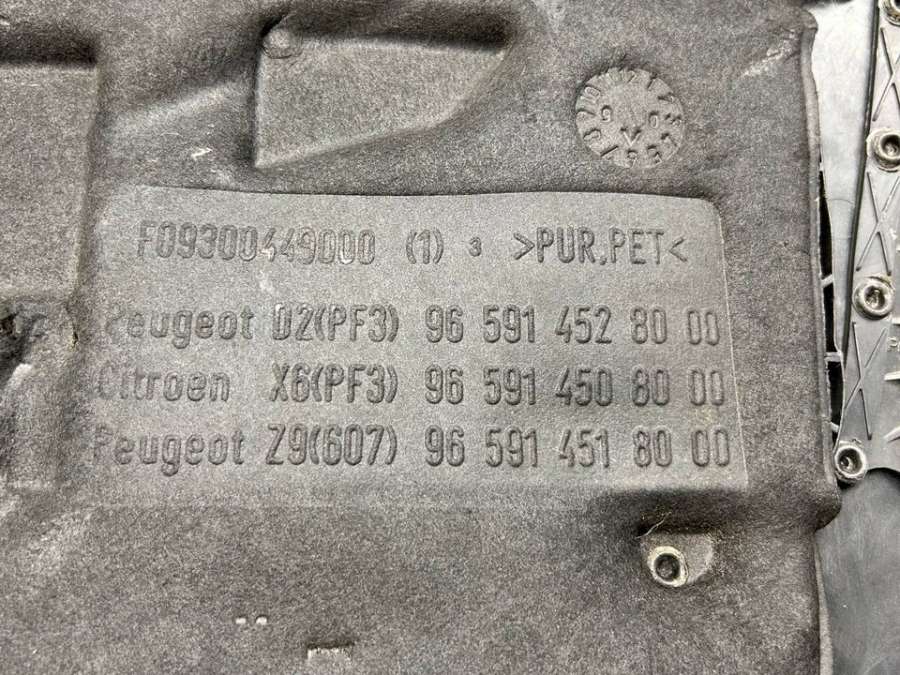 F09300449000 (1) 3 >PUR,PET<
Peugeot D2(PF3) 96 591 452 80 00
Citroen X6(PF3) 96 591 450 80 00
Peugeot Z9(607) 96 591 451 80 00